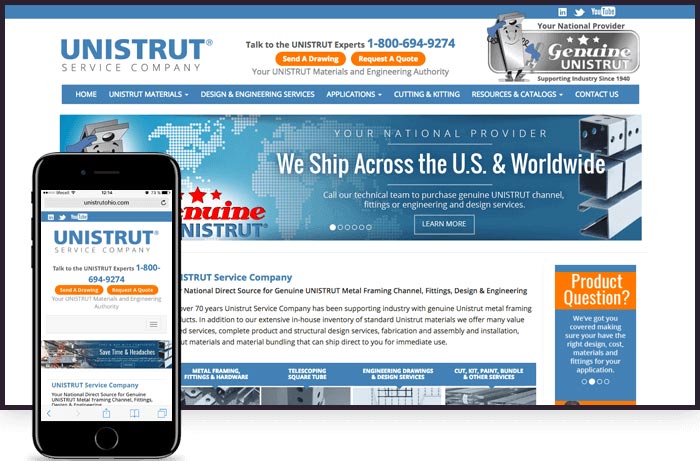 in YouTube
UNISTRUT®
SERVICE COMPANY
Talk to the UNISTRUT Experts 1-800-694-9274
Send A Drawing Request A Quote
Your UNISTRUT Materials and Engineering Authority
Your National Provider
Genuine
UNISTRUT
Supporting Industry Since 1940
HOME UNISTRUT MATERIALS DESIGN & ENGINEERING SERVICES APPLICATIONS CUTTING & KITTING RESOURCES & CATALOGS CONTACT US
YOUR NATIONAL PROVIDER
We Ship Across the U.S. & Worldwide
Call our technical team to purchase genuine UNISTRUT channel,
fittings or engineering and design services.
LEARN MORE
enuine
NISTRUT®
ISTRUT Service Company
r National Direct Source for Genuine UNISTRUT Metal Framing Channel, Fittings, Design & Engineering
over 70 years Unistrut Service Company has been supporting industry with genuine Unistrut metal framing
ucts. In addition to our extensive in-house inventory of standard Unistrut materials we offer many value
ed services, complete product and structural design services, fabrication and assembly and installation,
ut materials and material bundling that can ship direct to you for immediate use.
METAL FRAMING,
FITTINGS & HARDWARE
TELESCOPING
SQUARE TUBE
ENGINEERING DRAWINGS
& DESIGN SERVICES
CUT, KIT, PAINT, BUNDLE
& OTHER SERVICES
Product
Question?
We've got you
covered making
sure your have the
right design, cost,
materials and
fittings for your
application.
12:14 73 %
unistrutohio.com
in YouTube
UNISTRUT®
SERVICE COMPANY
Talk to the UNISTRUT Experts 1-800-
694-9274
Send A Drawing Request A Quote
Your UNISTRUT Materials and Engineering
Authority
Save Time & Headaches
UNISTRUT Service Company
Your National Direct Source for Genuine
UNISTRUT Metal Framing Channel, Fittings,
Design & Engineering